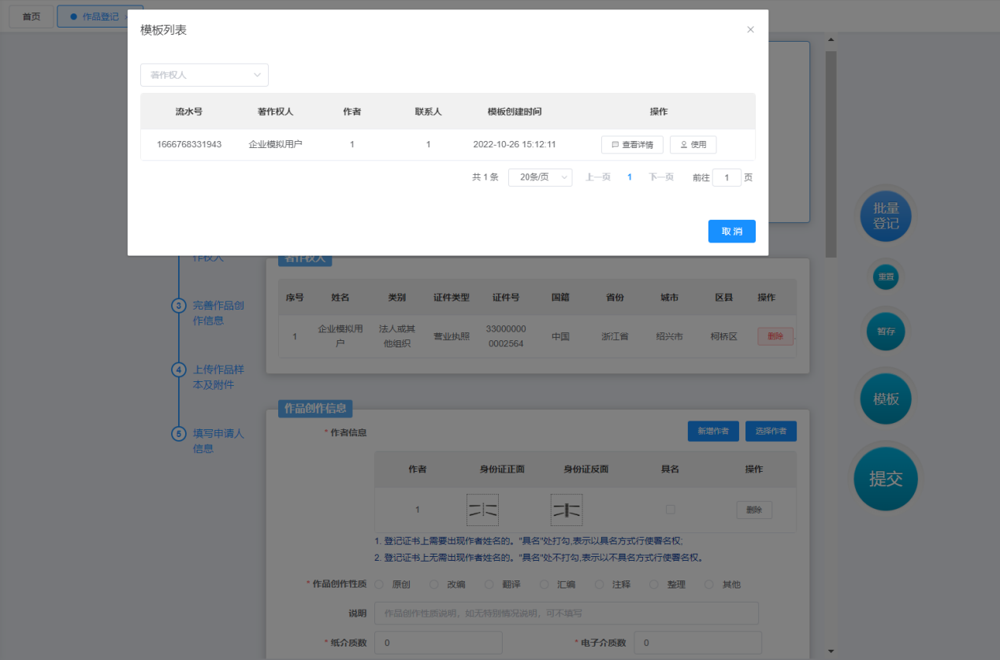 首页
作品登记
模板列表
著作权人
流水号 著作权人 作者 联系人 模板创建时间 操作
1666768331943 企业模拟用户 1 1 2022-10-26 15:12:11 查看详情 使用
共 1 条 20条/页 上一页 1 下一页 前往 1 页
取 消
作权人
著作权人
序号 姓名 类别 证件类型 证件号 国籍 省份 城市 区县 操作
1 企业模拟用户 法人或其他组织 营业执照 330000000002564 中国 浙江省 绍兴市 柯桥区 删除
3 完善作品创
作信息
4 上传作品样
本及附件
5 填写申请人
信息
作品创作信息
* 作者信息 新增作者 选择作者
作者 身份证正面 身份证反面 具名 操作
1 删除
1. 登记证书上需要出现作者姓名的。"具名"处打勾,表示以具名方式行使署名权;
2. 登记证书上无需出现作者姓名的。"具名"处不打勾,表示以不具名方式行使署名权。
* 作品创作性质 原创 改编 翻译 汇编 注释 整理 其他
说明 作品创作性质说明，如无特别情况说明，可不填写
* 纸介质数 0 * 电子介质数 0
批量
登记
重置
暂存
模板
提交